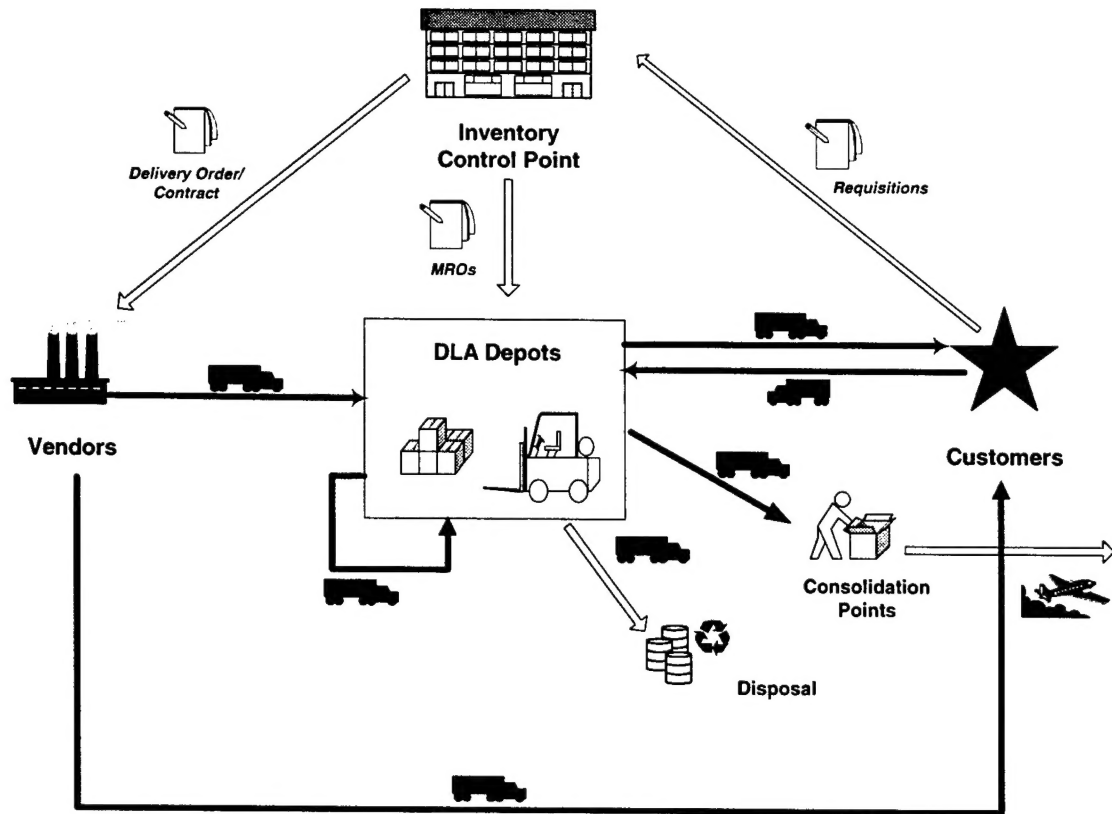 Inventory
Control Point
Delivery Order/
Contract
Requisitions
MROs
DLA Depots
Vendors
Customers
Consolidation
Points
Disposal